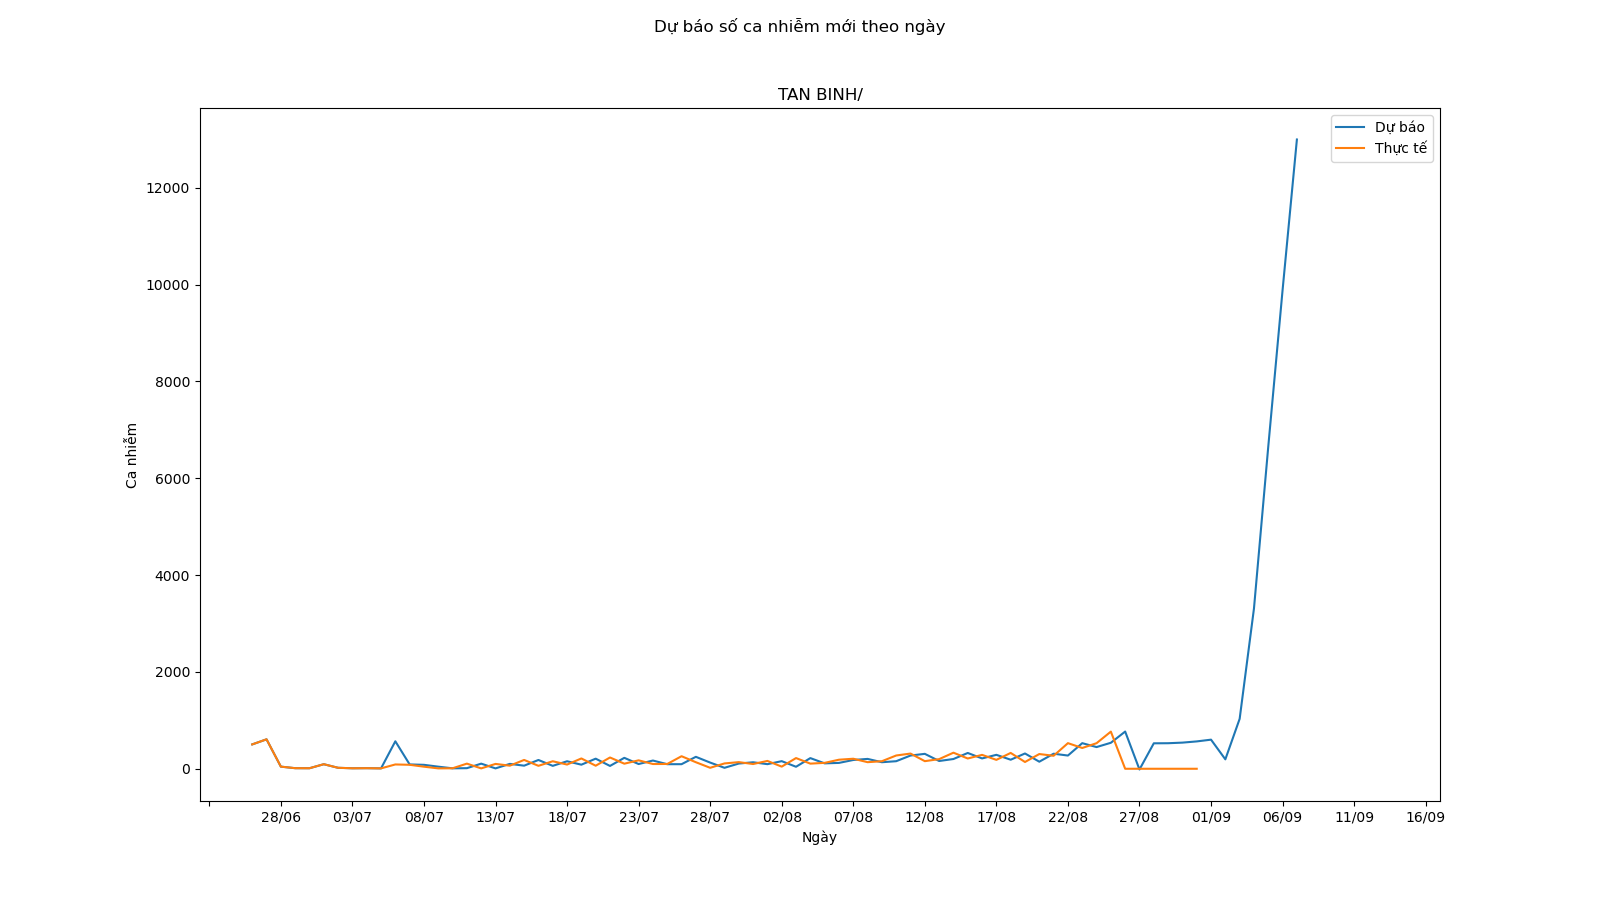 Dự báo số ca nhiễm mới theo ngày
TAN BINH/
Dự báo
Thực tế
12000
10000
8000
6000
4000
2000
0
Ca nhiễm
28/06 03/07 08/07 13/07 18/07 23/07 28/07 02/08 07/08 12/08 17/08 22/08 27/08 01/09 06/09 11/09 16/09
Ngày